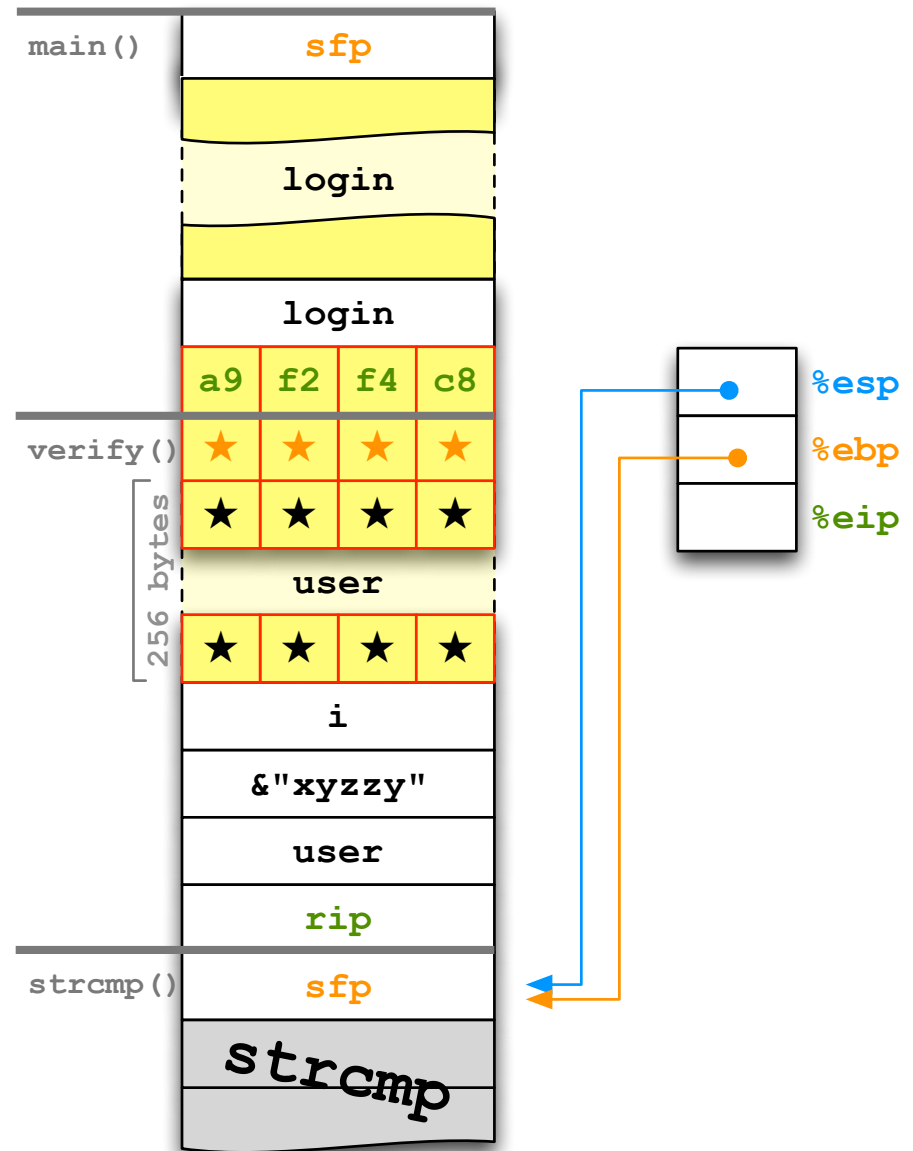 main()
sfp
login
login
a9 f2 f4 c8
%esp
verify()
★ ★ ★ ★
%ebp
★ ★ ★ ★
%eip
256 bytes
user
★ ★ ★ ★
i
&"xyzzy"
user
rip
strcmp()
sfp
strcmp